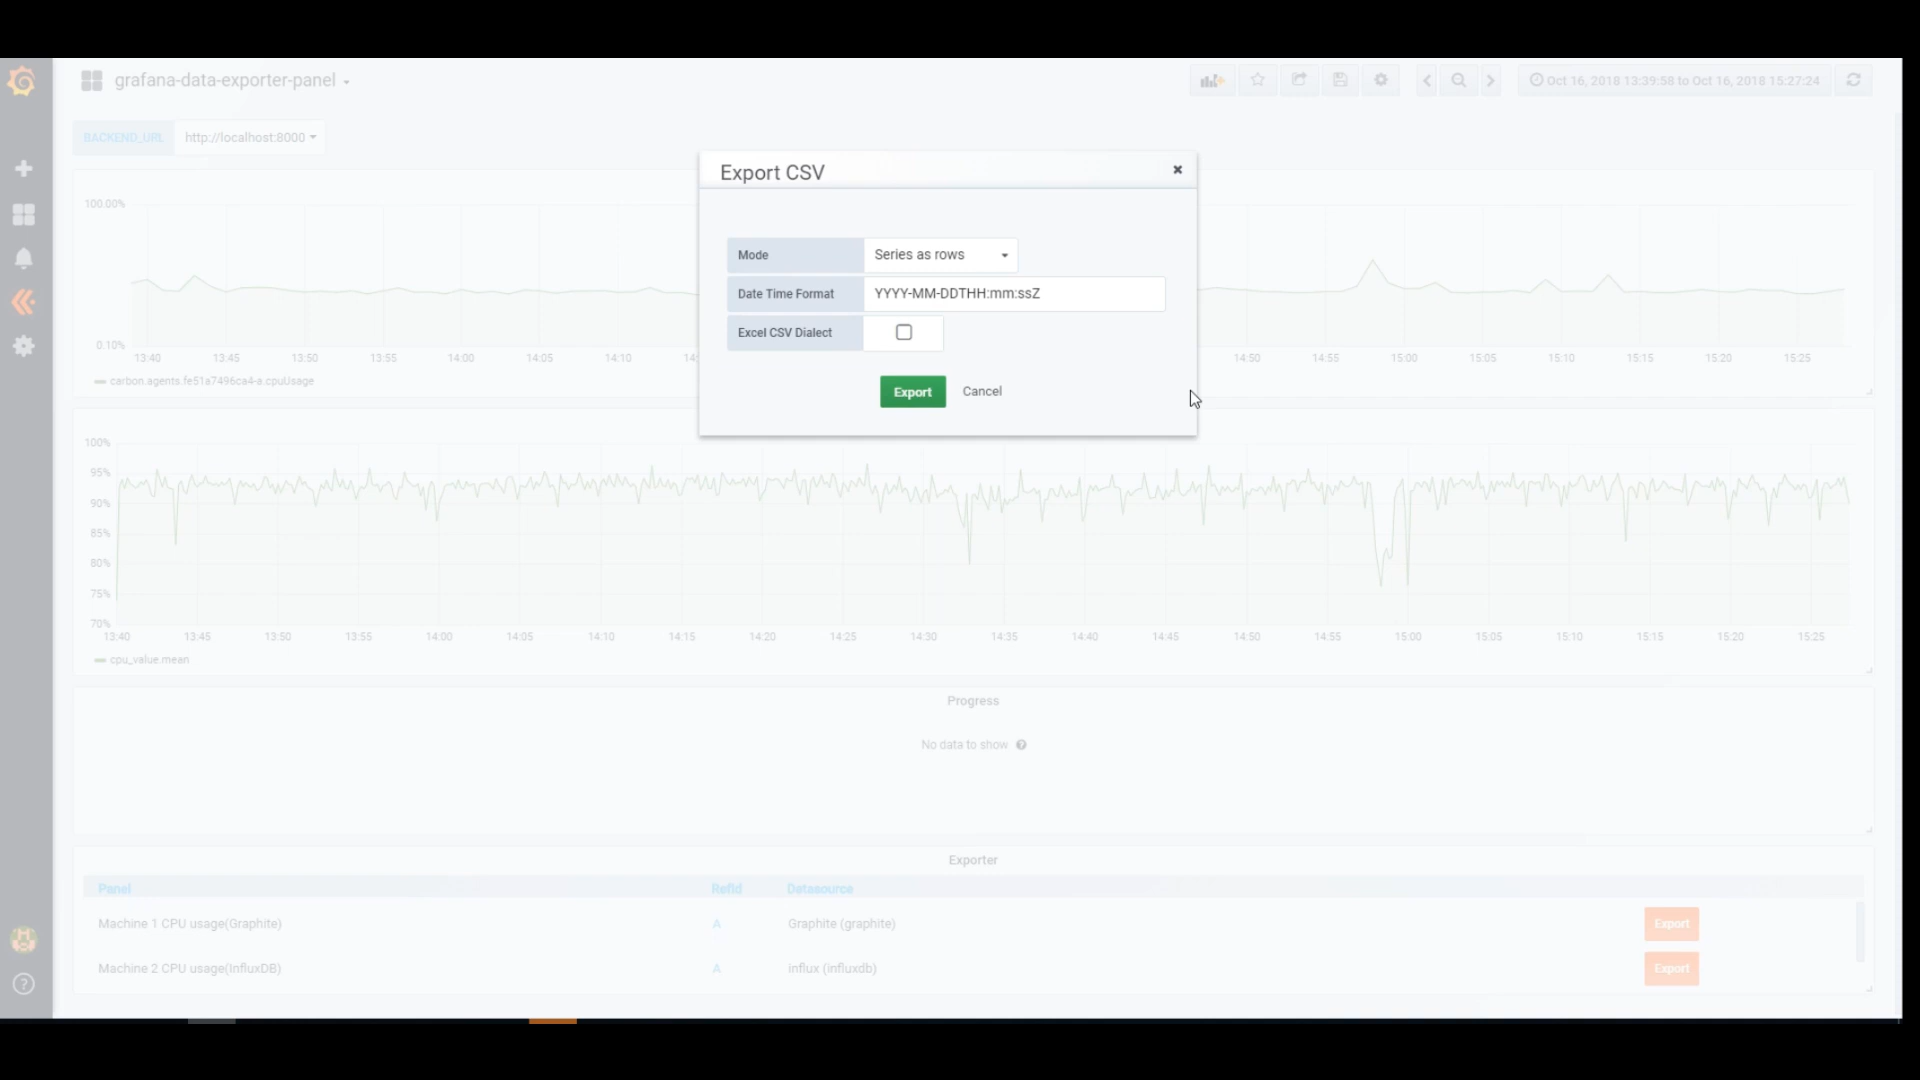 grafana-data-exporter-panel
Oct 16, 2018 13:39:58 to Oct 16, 2018 15:27:24
BACKEND_URL http://localhost:8000
Export CSV
Mode Series as rows
Date Time Format YYYY-MM-DDTHH:mm:ssZ
Excel CSV Dialect
Export Cancel
100.00%
0.10%
13:40 13:45 13:50 13:55 14:00 14:05 14:10 14: 14:50 14:55 15:00 15:05 15:10 15:15 15:20 15:25
carbon.agents.fe51a7496ca4-a.cpuUsage
100%
95%
90%
85%
80%
75%
70%
13:40 13:45 13:50 13:55 14:00 14:05 14:10 14:15 14:20 14:25 14:30 14:35 14:40 14:45 14:50 14:55 15:00 15:05 15:10 15:15 15:20 15:25
cpu_value.mean
Progress
No data to show
Exporter
Panel RefId Datasource
Machine 1 CPU usage(Graphite) A Graphite (graphite) Export
Machine 2 CPU usage(InfluxDB) A influx (influxdb) Export